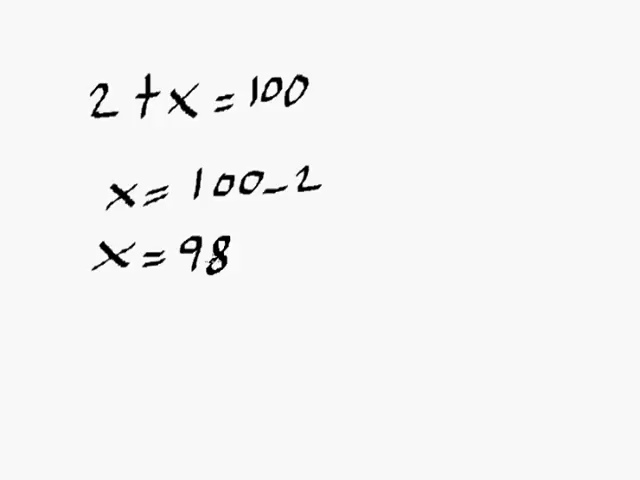 2 + x = 100
x = 100 - 2
x = 98